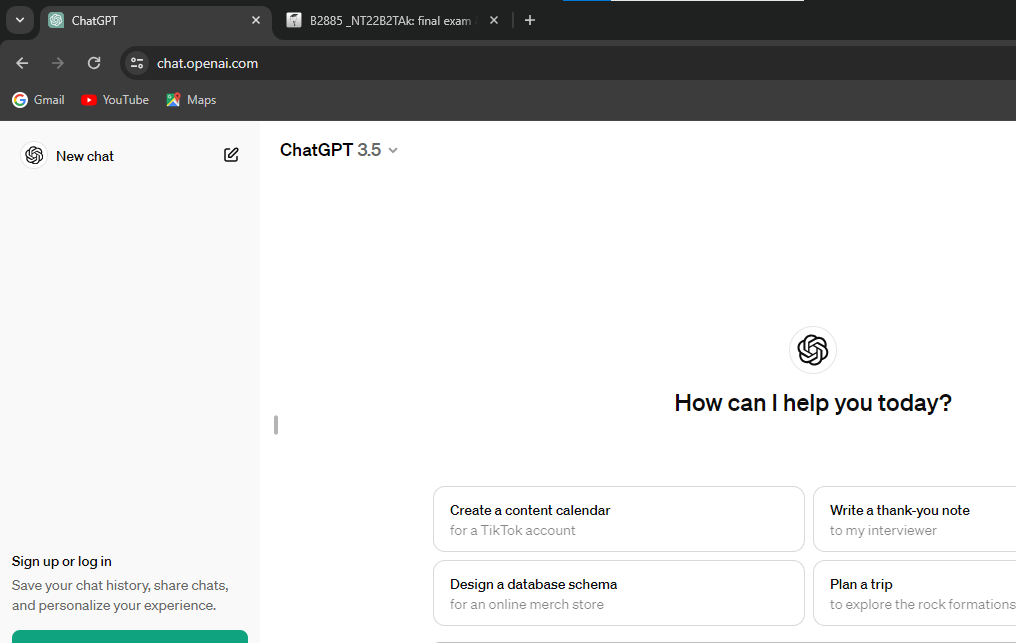 ChatGPT
B2885 _NT22B2TAk: final exam
chat.openai.com
Gmail
YouTube
Maps
New chat
ChatGPT 3.5
How can I help you today?
Create a content calendar
for a TikTok account
Write a thank-you note
to my interviewer
Design a database schema
for an online merch store
Plan a trip
to explore the rock formations
Sign up or log in
Save your chat history, share chats,
and personalize your experience.